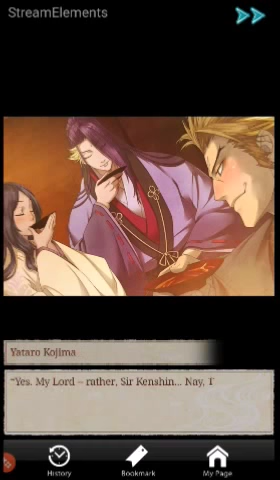 StreamElements
Yataro Kojima
"Yes. My Lord – rather, Sir Kenshin... Nay, I
History
Bookmark
My Page